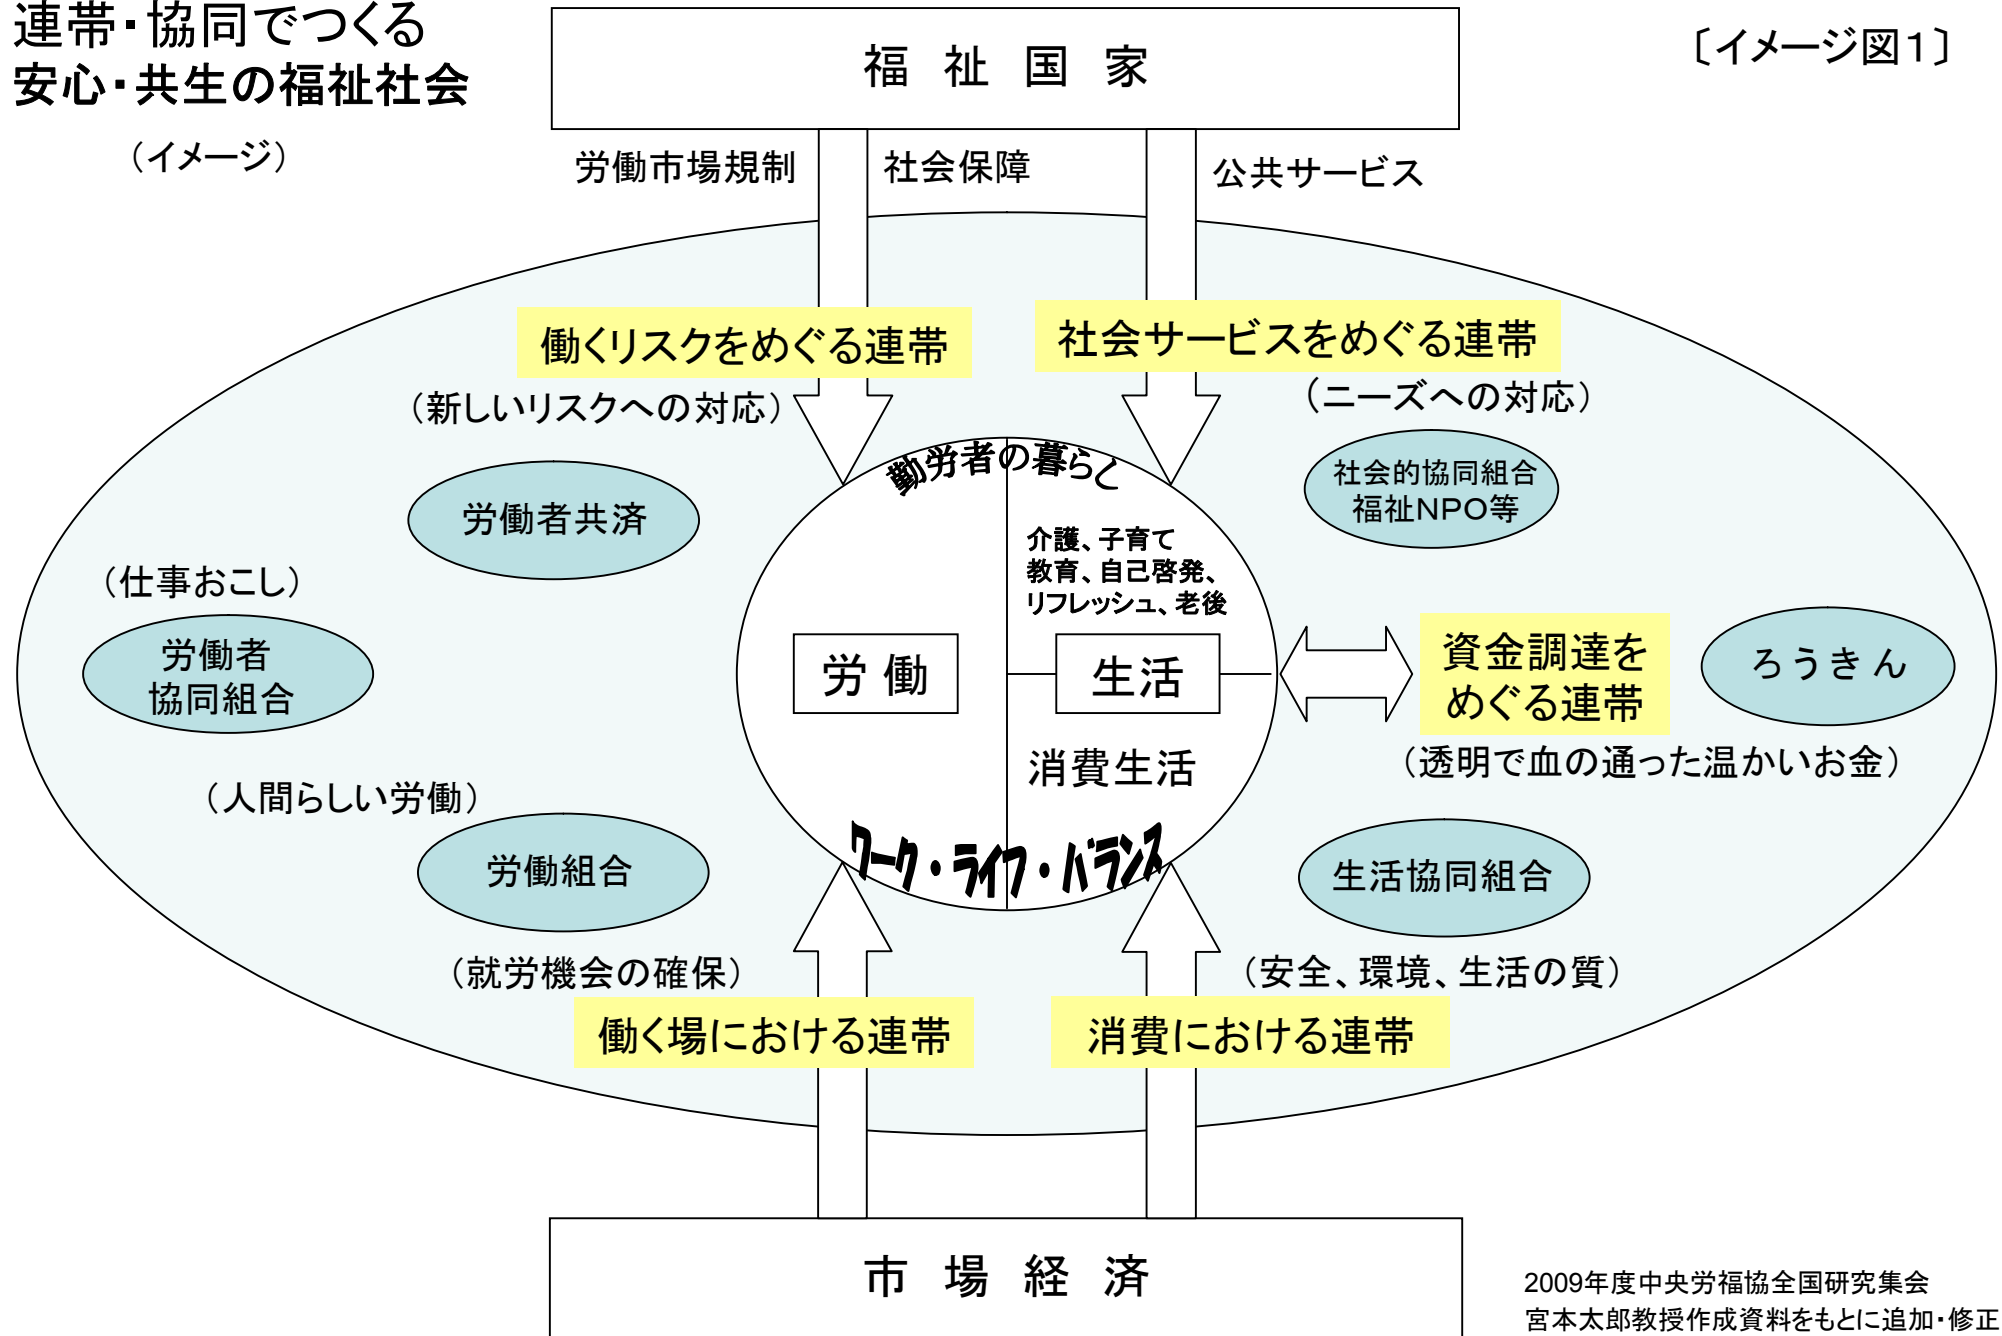 連帯・協同でつくる
安心・共生の福祉社会
（イメージ）
〔イメージ図１〕
福 祉 国 家
労働市場規制
社会保障
公共サービス
働くリスクをめぐる連帯
社会サービスをめぐる連帯
（新しいリスクへの対応）
（ニーズへの対応）
勤労者の暮らし
労働者共済
社会的協同組合
福祉NPO等
介護、子育て
教育、自己啓発、
リフレッシュ、老後
（仕事おこし）
労働者
協同組合
労 働
生活
資金調達を
めぐる連帯
ろうきん
（透明で血の通った温かいお金）
消費生活
（人間らしい労働）
労働組合
ワーク・ライフ・バランス
生活協同組合
（就労機会の確保）
（安全、環境、生活の質）
働く場における連帯
消費における連帯
市 場 経 済
2009年度中央労福協全国研究集会
宮本太郎教授作成資料をもとに追加・修正